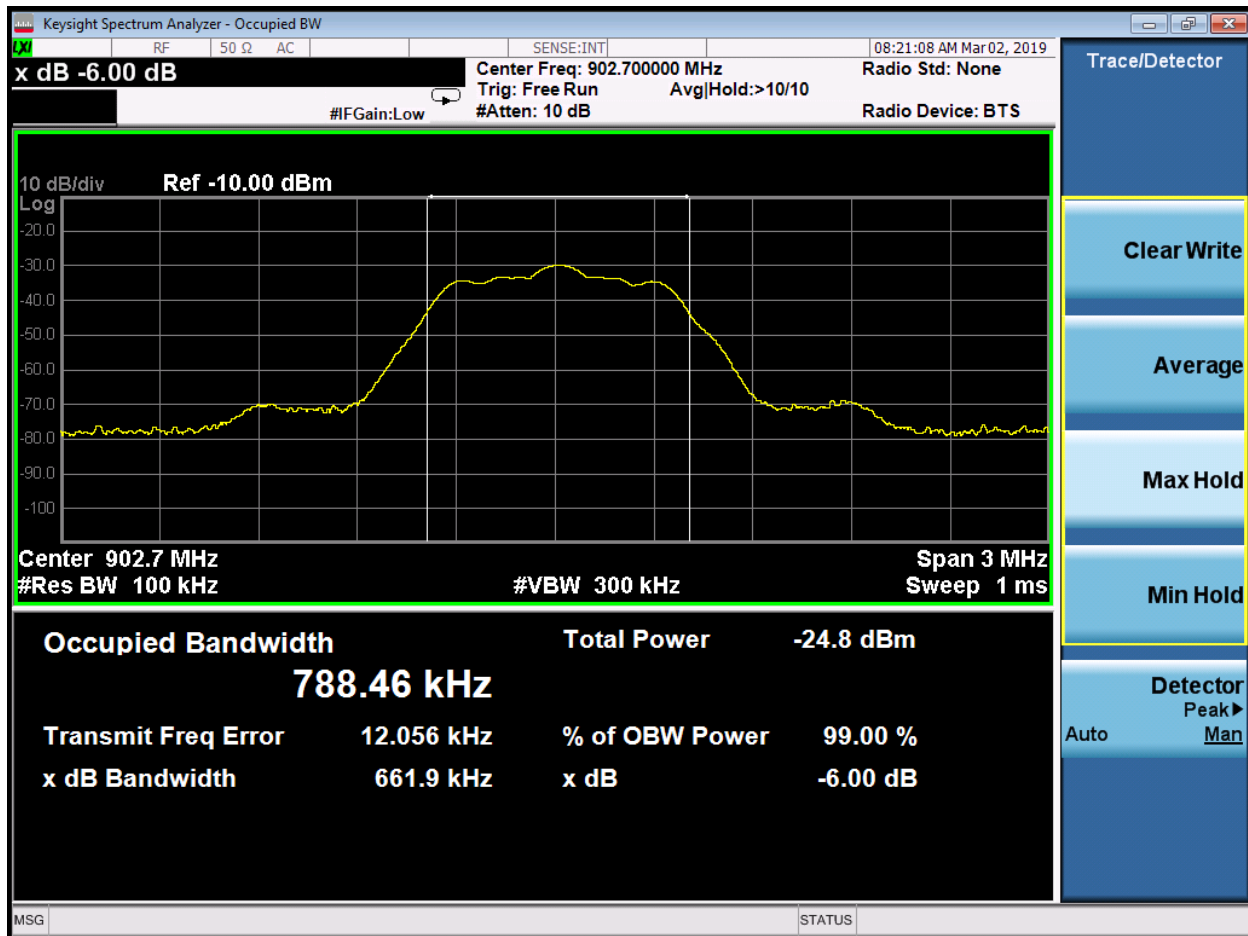 Keysight Spectrum Analyzer - Occupied BW
LXI RF 50 Ω AC SENSE:INT 08:21:08 AM Mar 02, 2019
x dB -6.00 dB
Center Freq: 902.700000 MHz
Radio Std: None
Trig: Free Run Avg|Hold:>10/10
#IFGain:Low
#Atten: 10 dB
Radio Device: BTS
10 dB/div Ref -10.00 dBm
Log
-20.0
-30.0
-40.0
-50.0
-60.0
-70.0
-80.0
-90.0
-100
Center 902.7 MHz Span 3 MHz
#Res BW 100 kHz #VBW 300 kHz Sweep 1 ms
Occupied Bandwidth Total Power -24.8 dBm
788.46 kHz
Transmit Freq Error 12.056 kHz % of OBW Power 99.00 %
x dB Bandwidth 661.9 kHz x dB -6.00 dB
Trace/Detector
Clear Write
Average
Max Hold
Min Hold
Detector
Peak▶
Auto Man
MSG STATUS